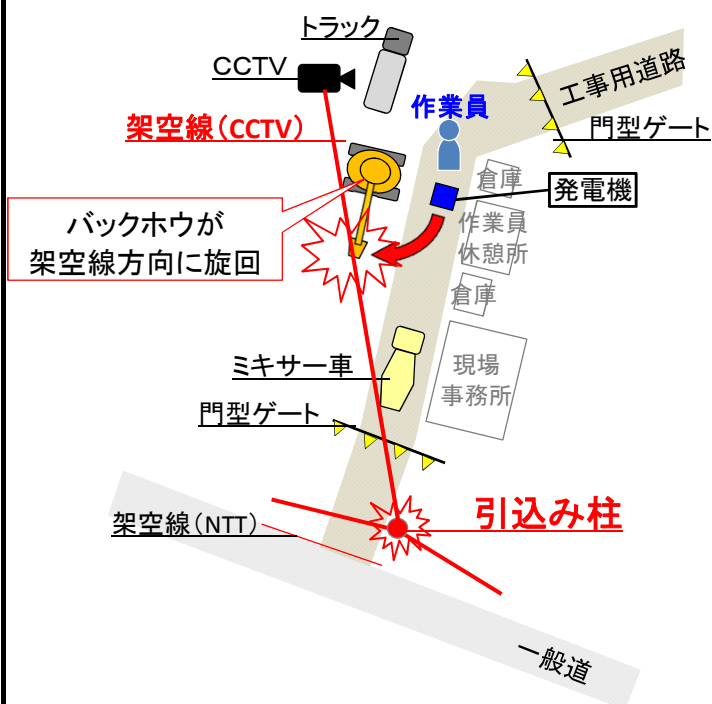 トラック
CCTV
工事用道路
作業員
架空線（CCTV）
門型ゲート
倉庫
発電機
バックホウが
架空線方向に旋回
作業員
休憩所
倉庫
ミキサー車
現場
事務所
門型ゲート
引込み柱
架空線（NTT）
一般道